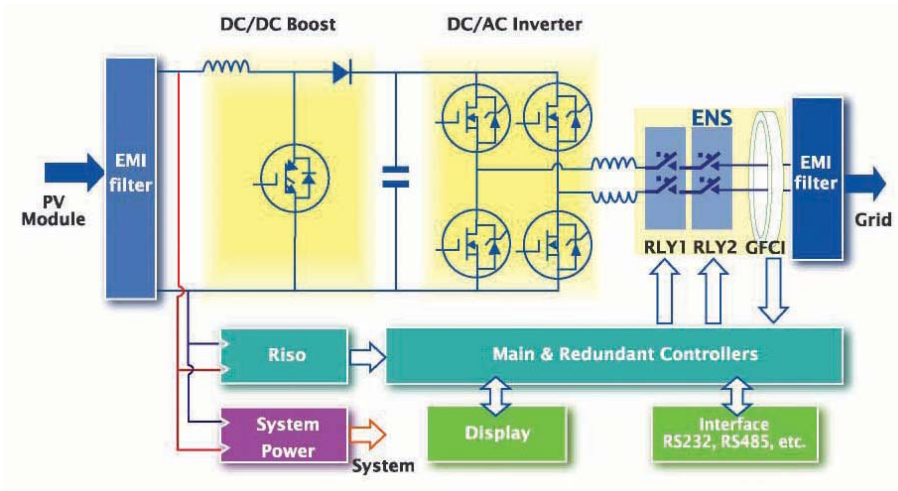 DC/DC Boost
DC/AC Inverter
ENS
EMI
filter
EMI
filter
PV
Module
Grid
RLY1 RLY2 GFCI
Riso
Main & Redundant Controllers
System
Power
System
Display
Interface
RS232, RS485, etc.